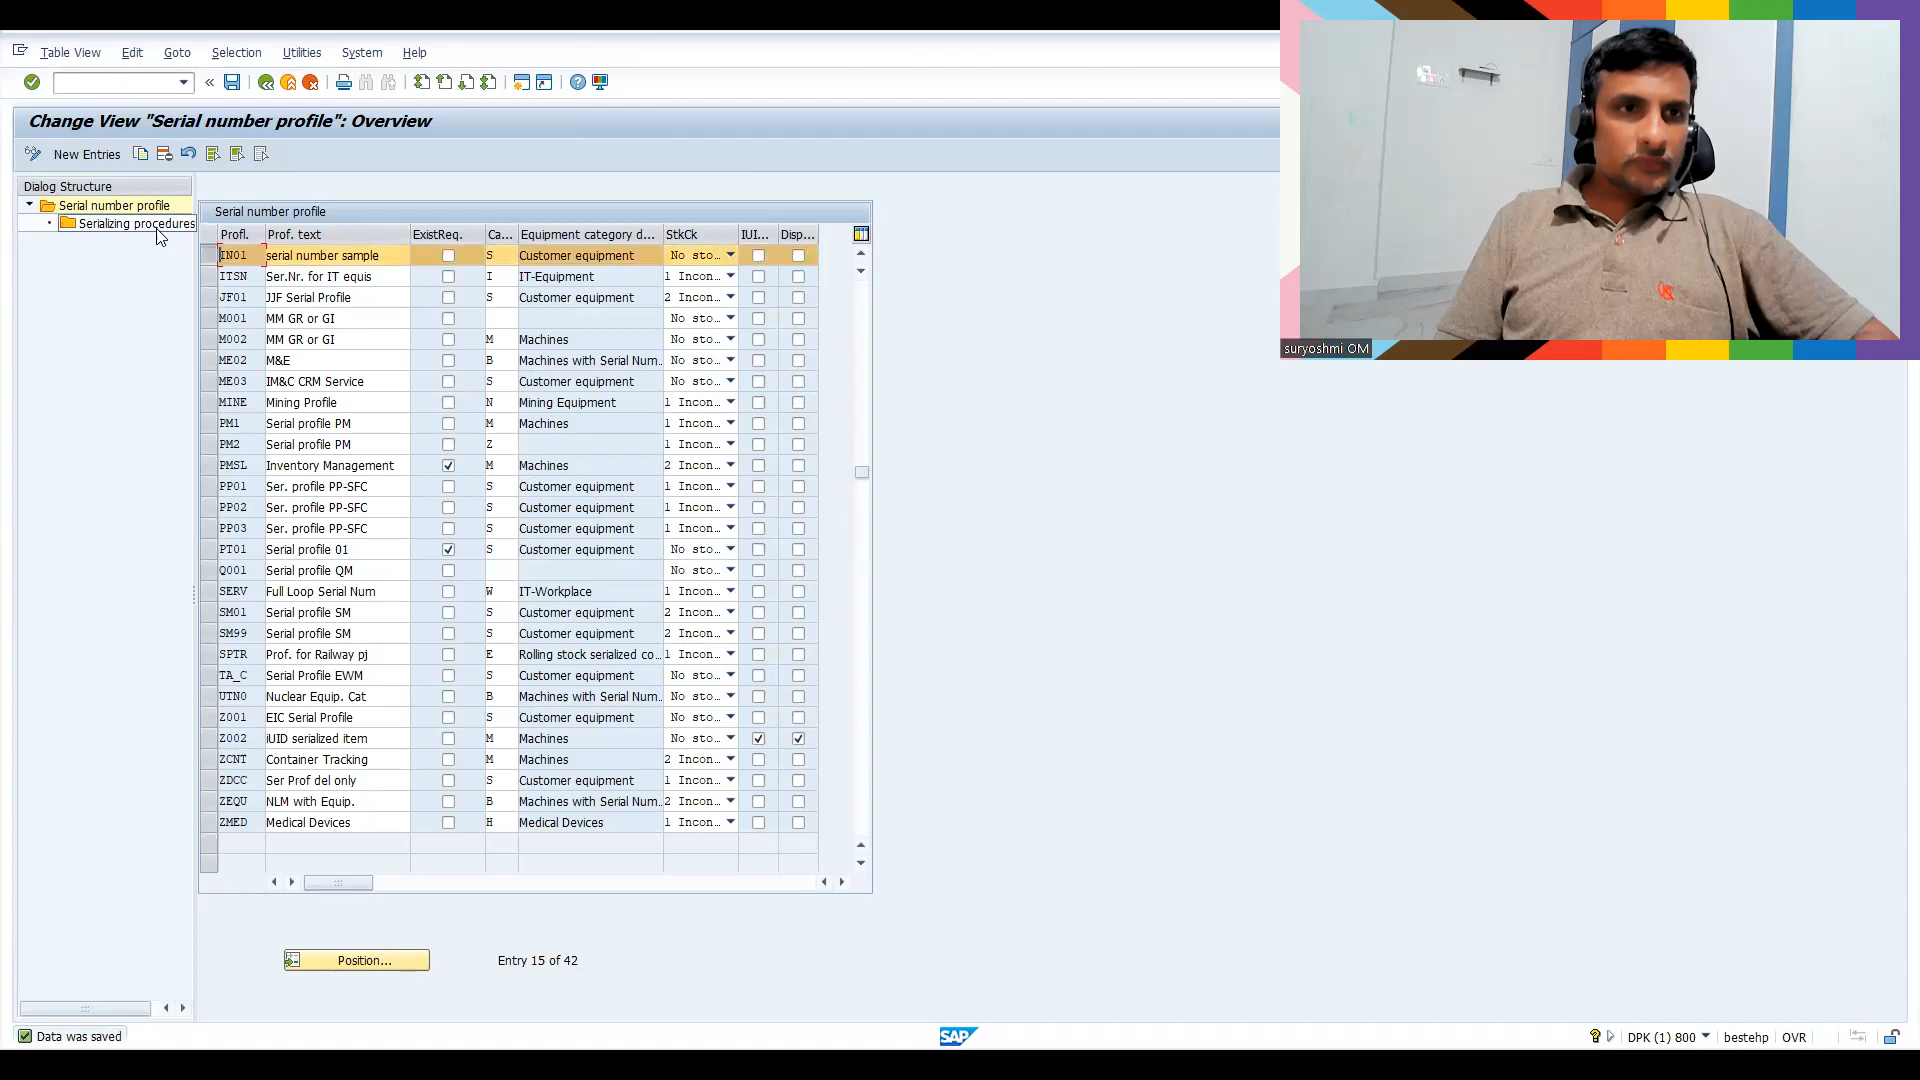 Table View Edit Goto Selection Utilities System Help
Change View "Serial number profile": Overview
New Entries
Dialog Structure
Serial number profile
Serializing procedures
Serial number profile
Profl. Prof. text ExistReq. Ca... Equipment category d... StkCk IUI... Disp...
IN01 serial number sample S Customer equipment No sto...
ITSN Ser.Nr. for IT equis I IT-Equipment 1 Incon...
JF01 JJF Serial Profile S Customer equipment 2 Incon...
M001 MM GR or GI No sto...
M002 MM GR or GI M Machines No sto...
ME02 M&E B Machines with Serial Num... No sto...
ME03 IM&C CRM Service S Customer equipment No sto...
MINE Mining Profile N Mining Equipment 1 Incon...
PM1 Serial profile PM M Machines 1 Incon...
PM2 Serial profile PM Z 1 Incon...
PMSL Inventory Management M Machines 2 Incon...
PP01 Ser. profile PP-SFC S Customer equipment 1 Incon...
PP02 Ser. profile PP-SFC S Customer equipment 1 Incon...
PP03 Ser. profile PP-SFC S Customer equipment 1 Incon...
PT01 Serial profile 01 S Customer equipment No sto...
Q001 Serial profile QM No sto...
SERV Full Loop Serial Num W IT-Workplace 1 Incon...
SM01 Serial profile SM S Customer equipment 2 Incon...
SM99 Serial profile SM S Customer equipment 2 Incon...
SPTR Prof. for Railway pj E Rolling stock serialized co... 1 Incon...
TA_C Serial Profile EWM S Customer equipment No sto...
UTN0 Nuclear Equip. Cat B Machines with Serial Num... No sto...
Z001 EIC Serial Profile S Customer equipment No sto...
Z002 iUID serialized item M Machines No sto...
ZCNT Container Tracking M Machines 2 Incon...
ZDCC Ser Prof del only S Customer equipment 1 Incon...
ZEQU NLM with Equip. B Machines with Serial Num... 2 Incon...
ZMED Medical Devices H Medical Devices 1 Incon...
Position... Entry 15 of 42
Data was saved
SAP
DPK (1) 800 bestehp OVR
suryoshmi OM